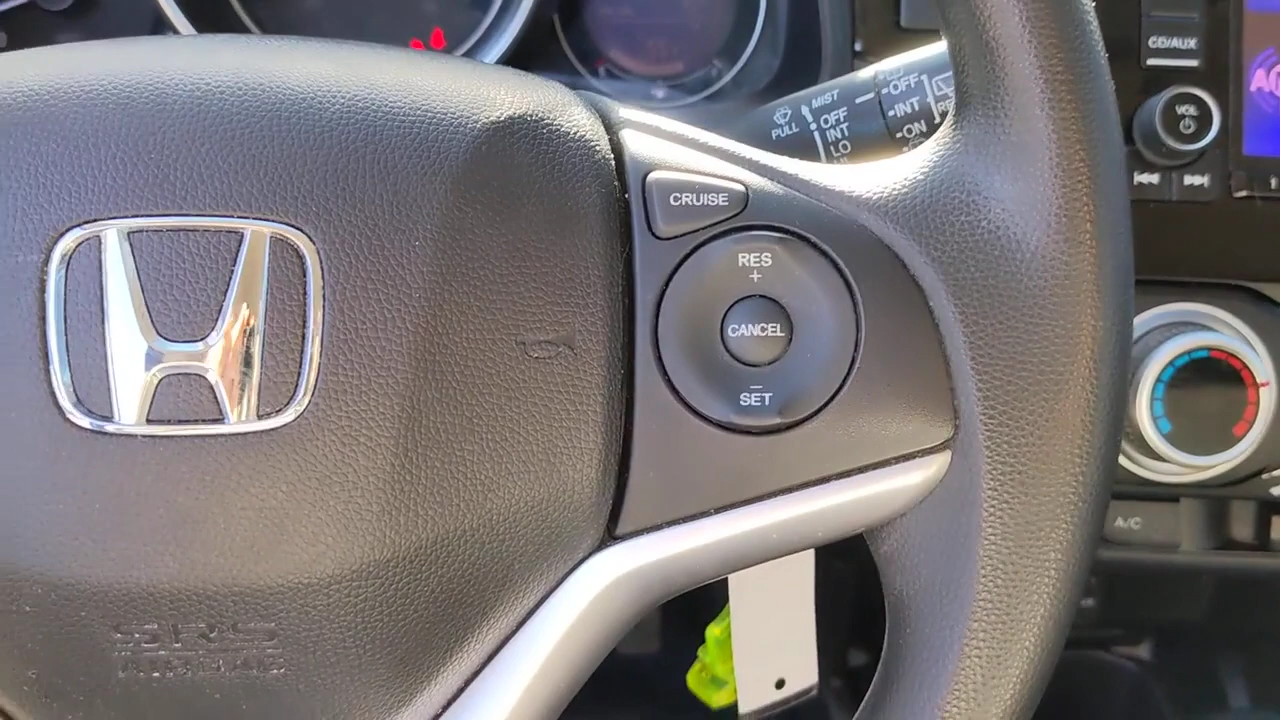 CD/AUX
MIST
PULL
OFF
INT
LO
-OFF
-INT
-ON
VOL
CRUISE
RES
+
CANCEL
–
SET
A/C
SRS
AIRBAG